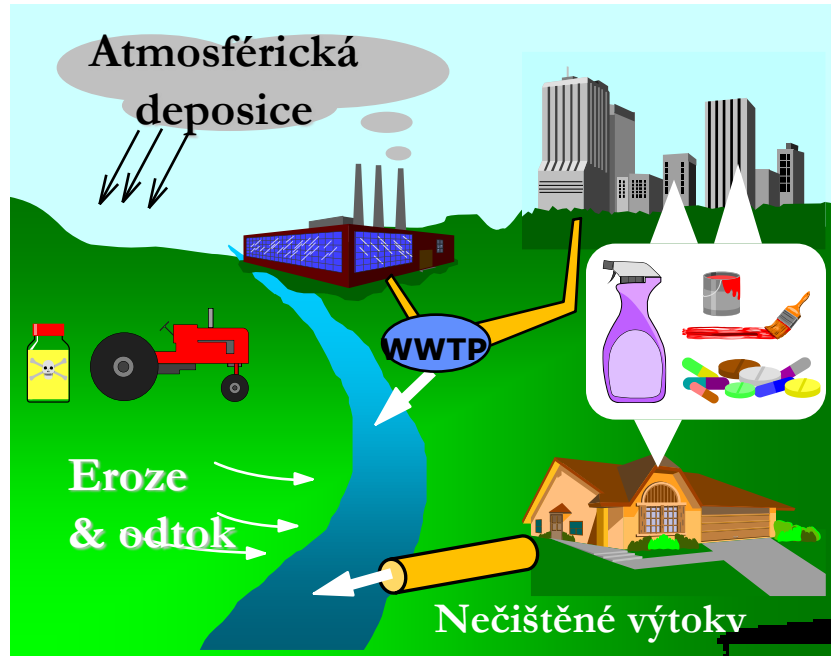 Atmosférická
deposice
WWTP
Eroze
& odtok
Nečištěné výtoky